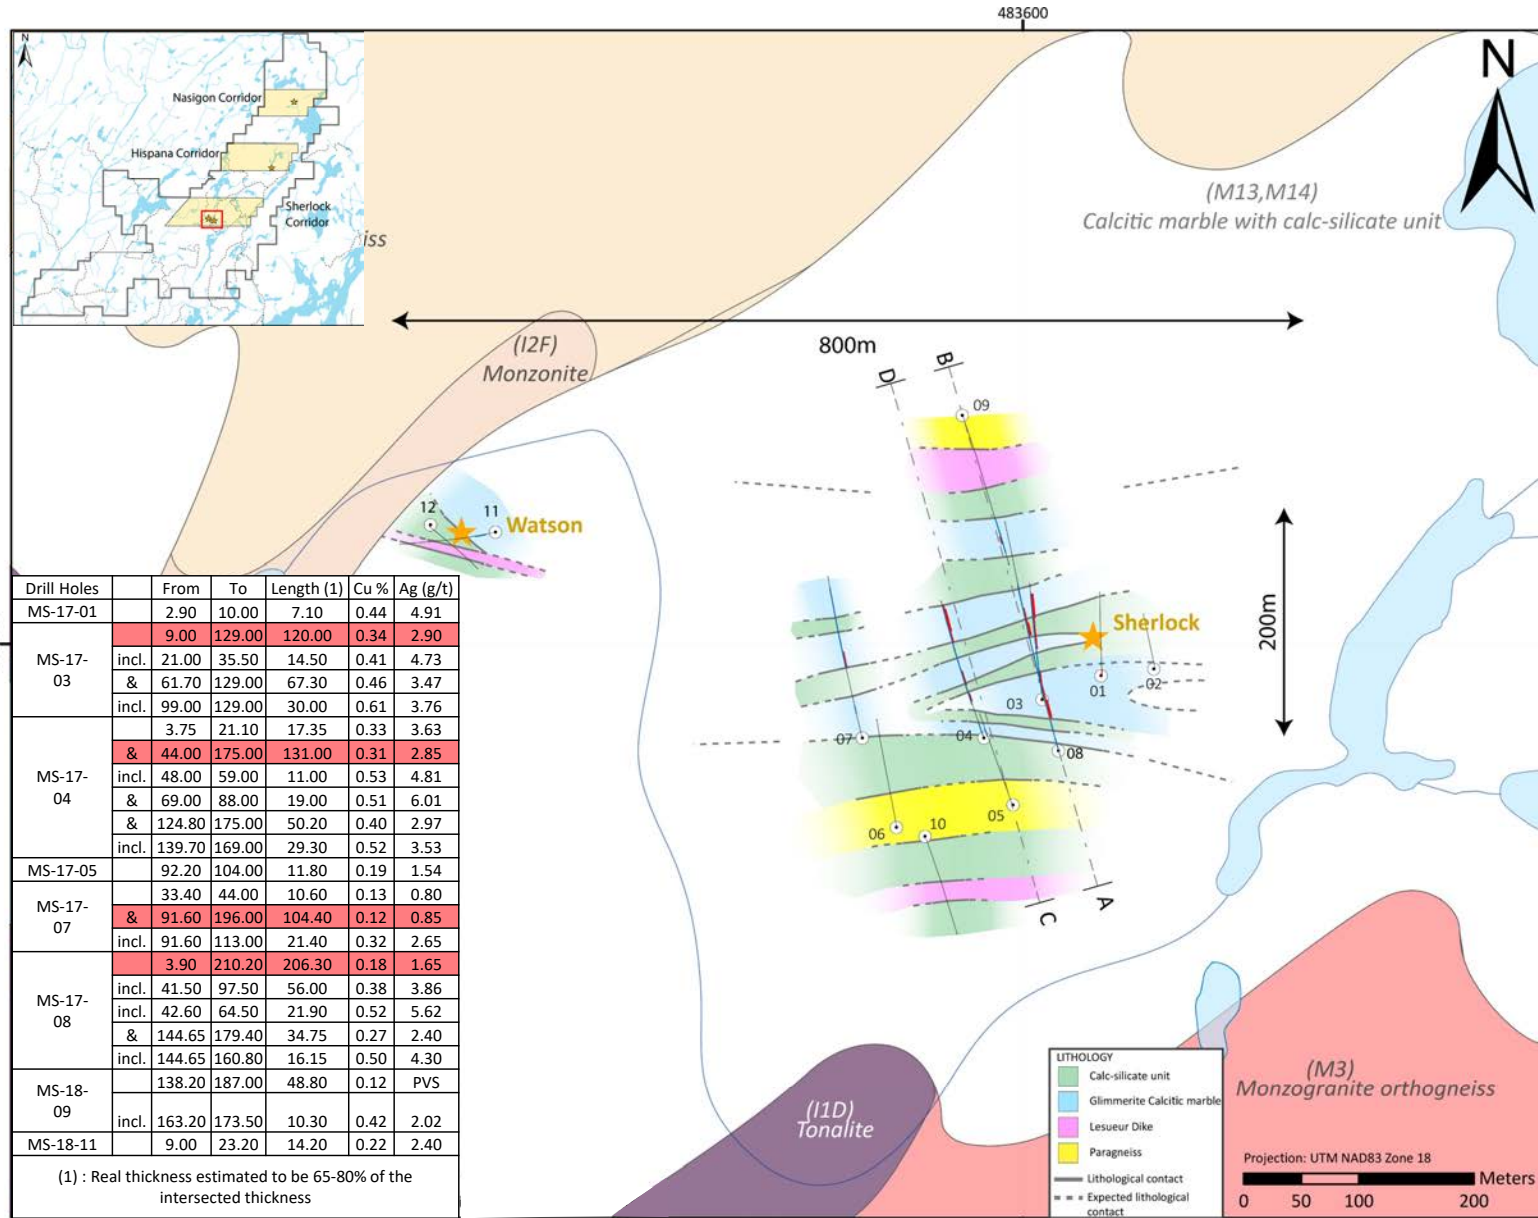 483600
N
Nasigon Corridor
Hispana Corridor
Sherlock
Corridor
iss
N
(M13,M14)
Calcitic marble with calc-silicate unit
(I2F)
Monzonite
800m
D
B
09
12
11
Watson
Sherlock
200m
01
02
03
04
07
08
05
06
10
C
A
Drill Holes From To Length (1) Cu % Ag (g/t)
MS-17-01 2.90 10.00 7.10 0.44 4.91
MS-17-
03
9.00 129.00 120.00 0.34 2.90
incl. 21.00 35.50 14.50 0.41 4.73
& 61.70 129.00 67.30 0.46 3.47
incl. 99.00 129.00 30.00 0.61 3.76
MS-17-
04
3.75 21.10 17.35 0.33 3.63
& 44.00 175.00 131.00 0.31 2.85
incl. 48.00 59.00 11.00 0.53 4.81
& 69.00 88.00 19.00 0.51 6.01
& 124.80 175.00 50.20 0.40 2.97
incl. 139.70 169.00 29.30 0.52 3.53
MS-17-05 92.20 104.00 11.80 0.19 1.54
MS-17-
07
33.40 44.00 10.60 0.13 0.80
& 91.60 196.00 104.40 0.12 0.85
incl. 91.60 113.00 21.40 0.32 2.65
MS-17-
08
3.90 210.20 206.30 0.18 1.65
incl. 41.50 97.50 56.00 0.38 3.86
incl. 42.60 64.50 21.90 0.52 5.62
& 144.65 179.40 34.75 0.27 2.40
incl. 144.65 160.80 16.15 0.50 4.30
MS-18-
09
138.20 187.00 48.80 0.12 PVS
incl. 163.20 173.50 10.30 0.42 2.02
MS-18-11 9.00 23.20 14.20 0.22 2.40
(1) : Real thickness estimated to be 65-80% of the
intersected thickness
(I1D)
Tonalite
(M3)
Monzogranite orthogneiss
LITHOLOGY
Calc-silicate unit
Glimmerite Calcitic marble
Lesueur Dike
Paragneiss
Lithological contact
Expected lithological
contact
Projection: UTM NAD83 Zone 18
Meters
0 50 100 200